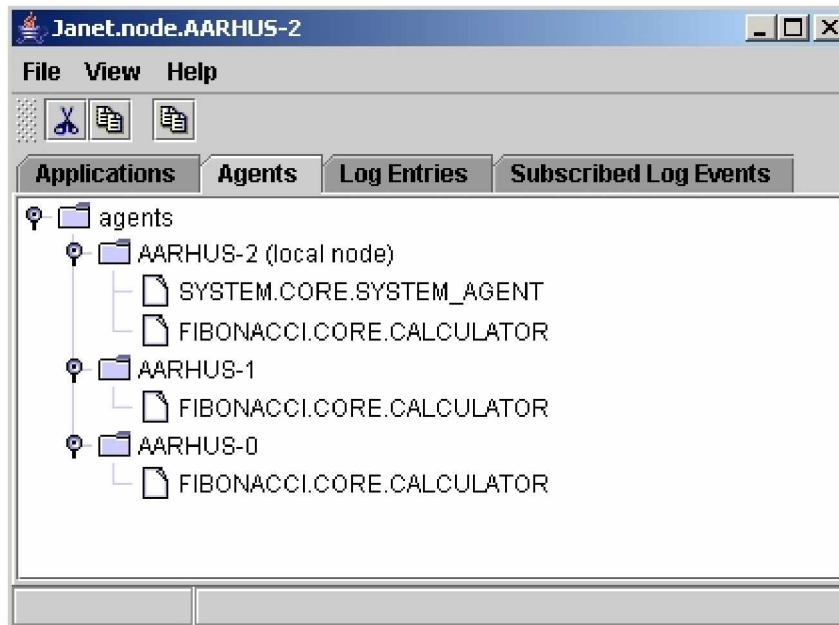 Janet.node.AARHUS-2
File View Help
Applications Agents Log Entries Subscribed Log Events
agents
AARHUS-2 (local node)
SYSTEM.CORE.SYSTEM_AGENT
FIBONACCI.CORE.CALCULATOR
AARHUS-1
FIBONACCI.CORE.CALCULATOR
AARHUS-0
FIBONACCI.CORE.CALCULATOR